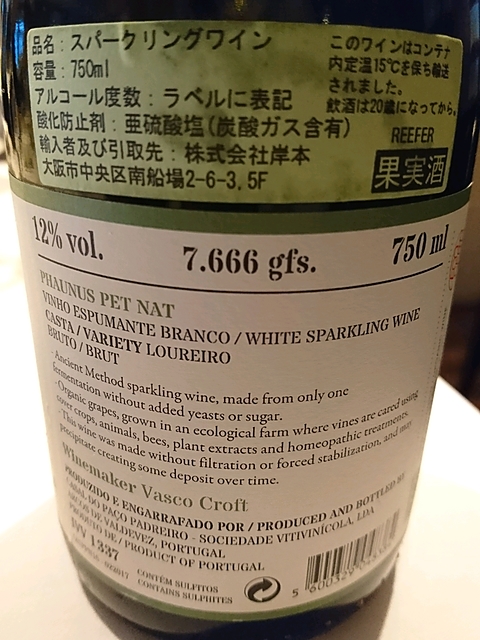 品名：スパークリングワイン
容量：750ml
アルコール度数：ラベルに表記
酸化防止剤：亜硫酸塩(炭酸ガス含有)
輸入者及び引取先：株式会社岸本
大阪市中央区南船場2-6-3,5F
このワインはコンテナ
内定温15℃を保ち輸送
されました。
飲酒は20歳になってから。
REEFER
果実酒
12% vol. 7.666 gfs. 750 ml
PHAUNUS PET NAT
VINHO ESPUMANTE BRANCO / WHITE SPARKLING WINE
CASTA / VARIETY LOUREIRO
BRUTO / BRUT
- Ancient Method sparkling wine, made from only one
fermentation without added yeasts or sugar.
- Organic grapes, grown in an ecological farm where vines are cared using
cover crops, animals, bees, plant extracts and homeopathic treatments.
- This wine was made without filtration or forced stabilization, and may
precipitate creating some deposit over time.
Winemaker Vasco Croft
PRODUZIDO E ENGARRAFADO POR / PRODUCED AND BOTTLED BY
CASAL DO PAÇO PADREIRO - SOCIEDADE VITIVINÍCOLA, LDA
ARCOS DE VALDEVEZ, PORTUGAL
PRODUTO DE / PRODUCT OF PORTUGAL
IVV 1337
CONTÉM SULFITOS
CONTAINS SULPHITES